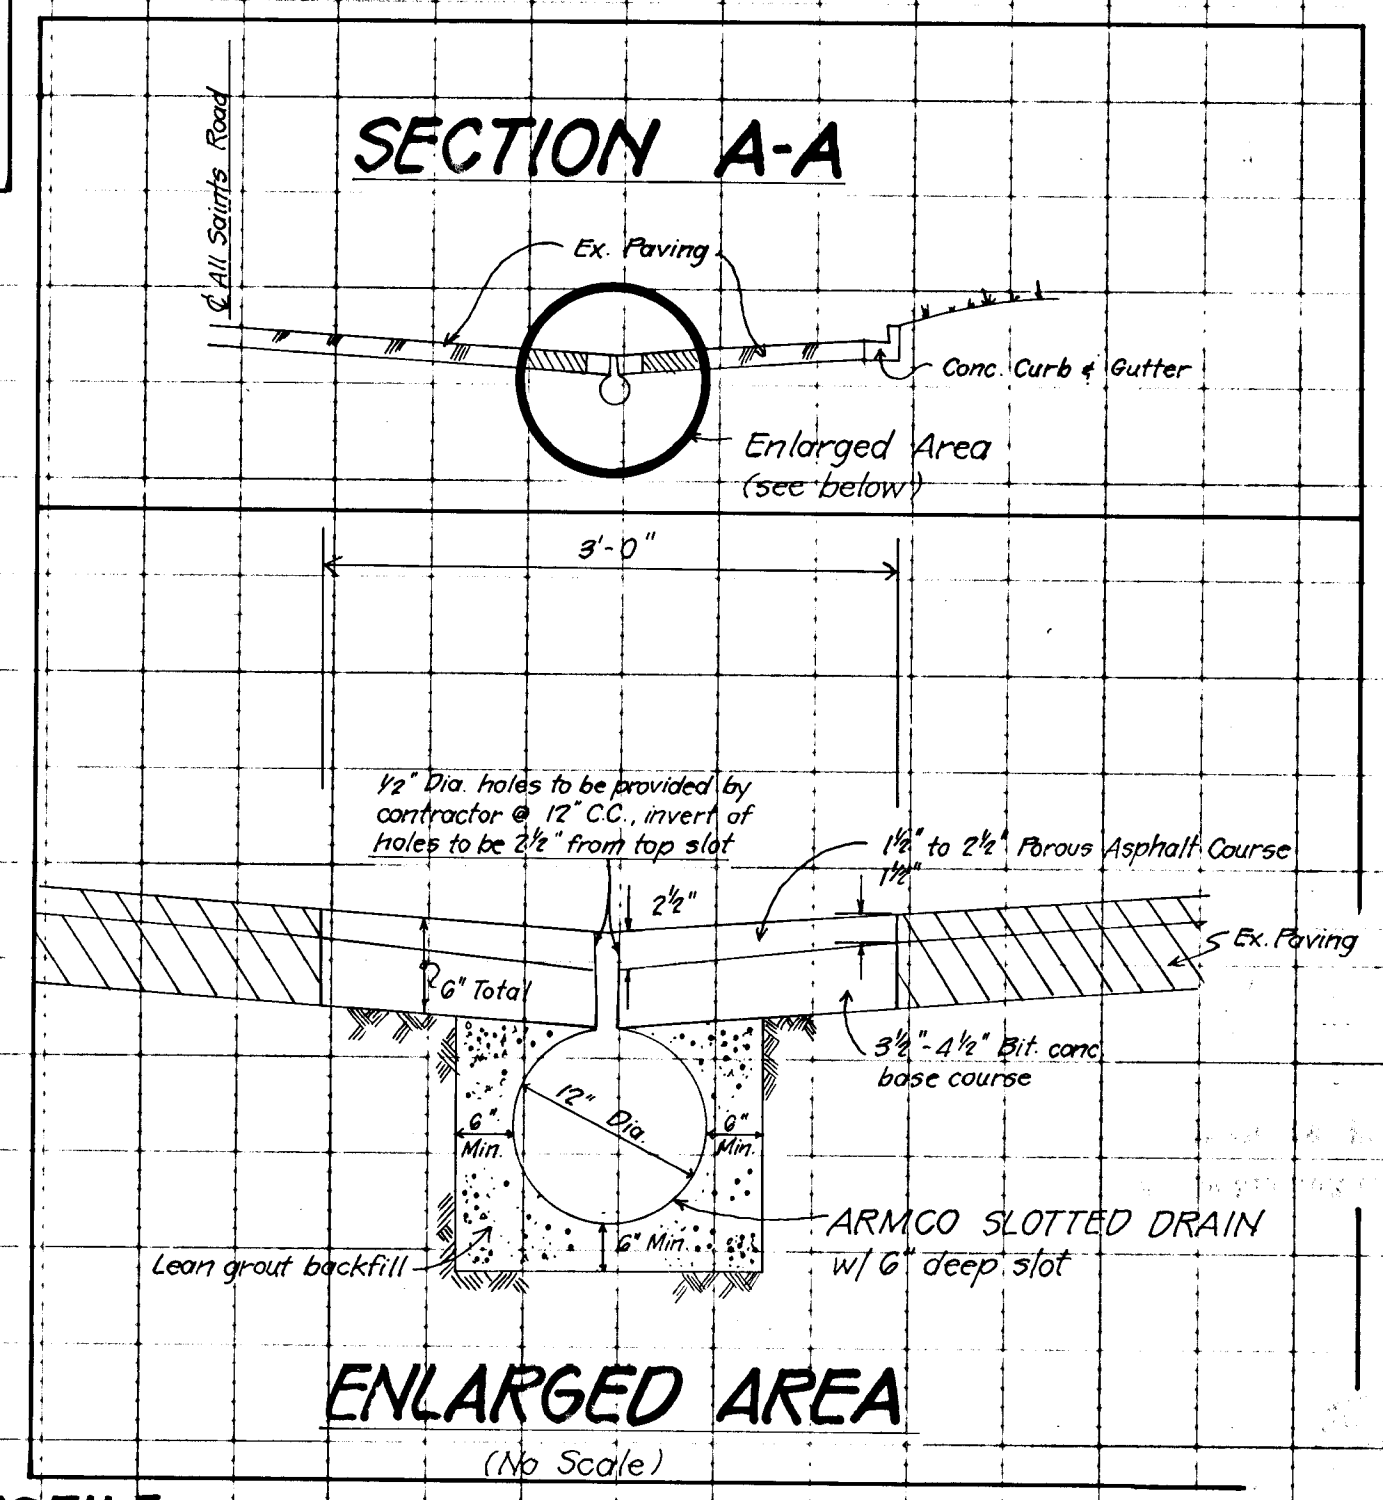 SECTION A-A
℄ All Saints Road
Ex. Paving
Conc. Curb & Gutter
Enlarged Area
(see below)
3'-0"
1/2" Dia. holes to be provided by
contractor @ 12" C.C., invert of
holes to be 2 1/2" from top slot
1 1/2" to 2 1/2" Porous Asphalt Course
1 1/2"
2 1/2"
Ex. Paving
6" Total
3 1/2" - 4 1/2" Bit. conc
base course
12" Dia.
6"
Min.
6"
Min.
ARMCO SLOTTED DRAIN
w/ 6" deep slot
6" Min.
Lean grout backfill
ENLARGED AREA
(No Scale)